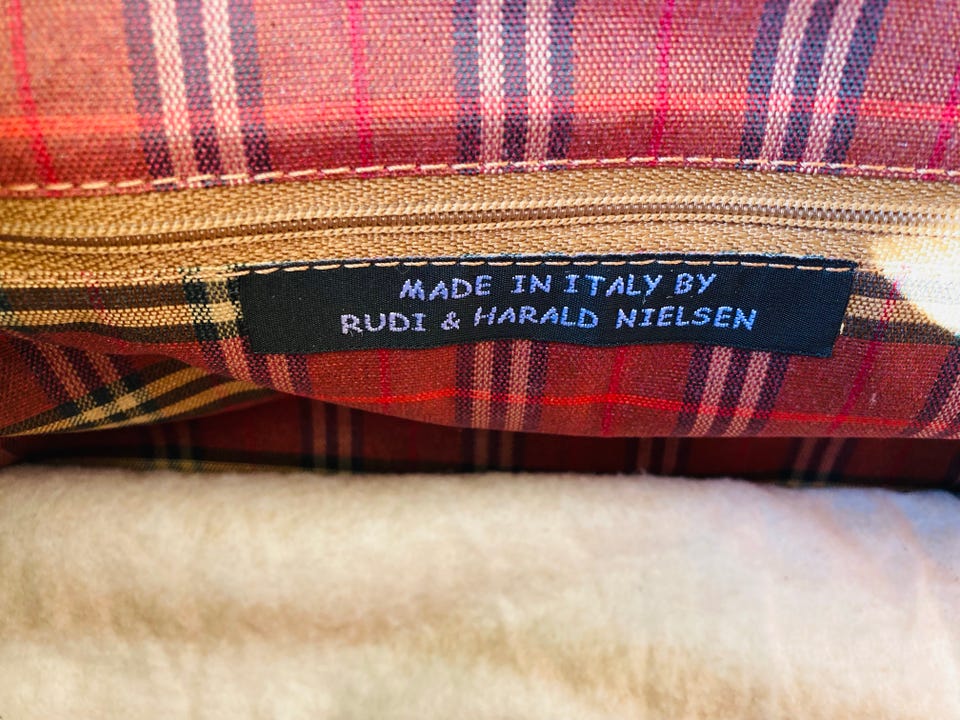 MADE IN ITALY BY
RUDI & HARALD NIELSEN